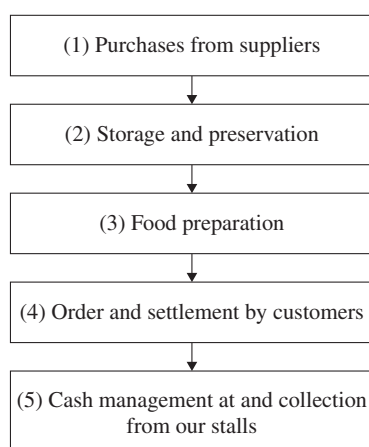 (1) Purchases from suppliers
(2) Storage and preservation
(3) Food preparation
(4) Order and settlement by customers
(5) Cash management at and collection
from our stalls